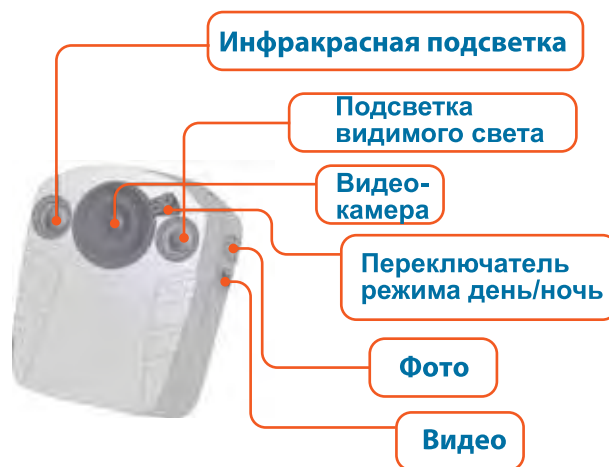 Инфракрасная подсветка
Подсветка
видимого света
Видео-
камера
Переключатель
режима день/ночь
Фото
Видео